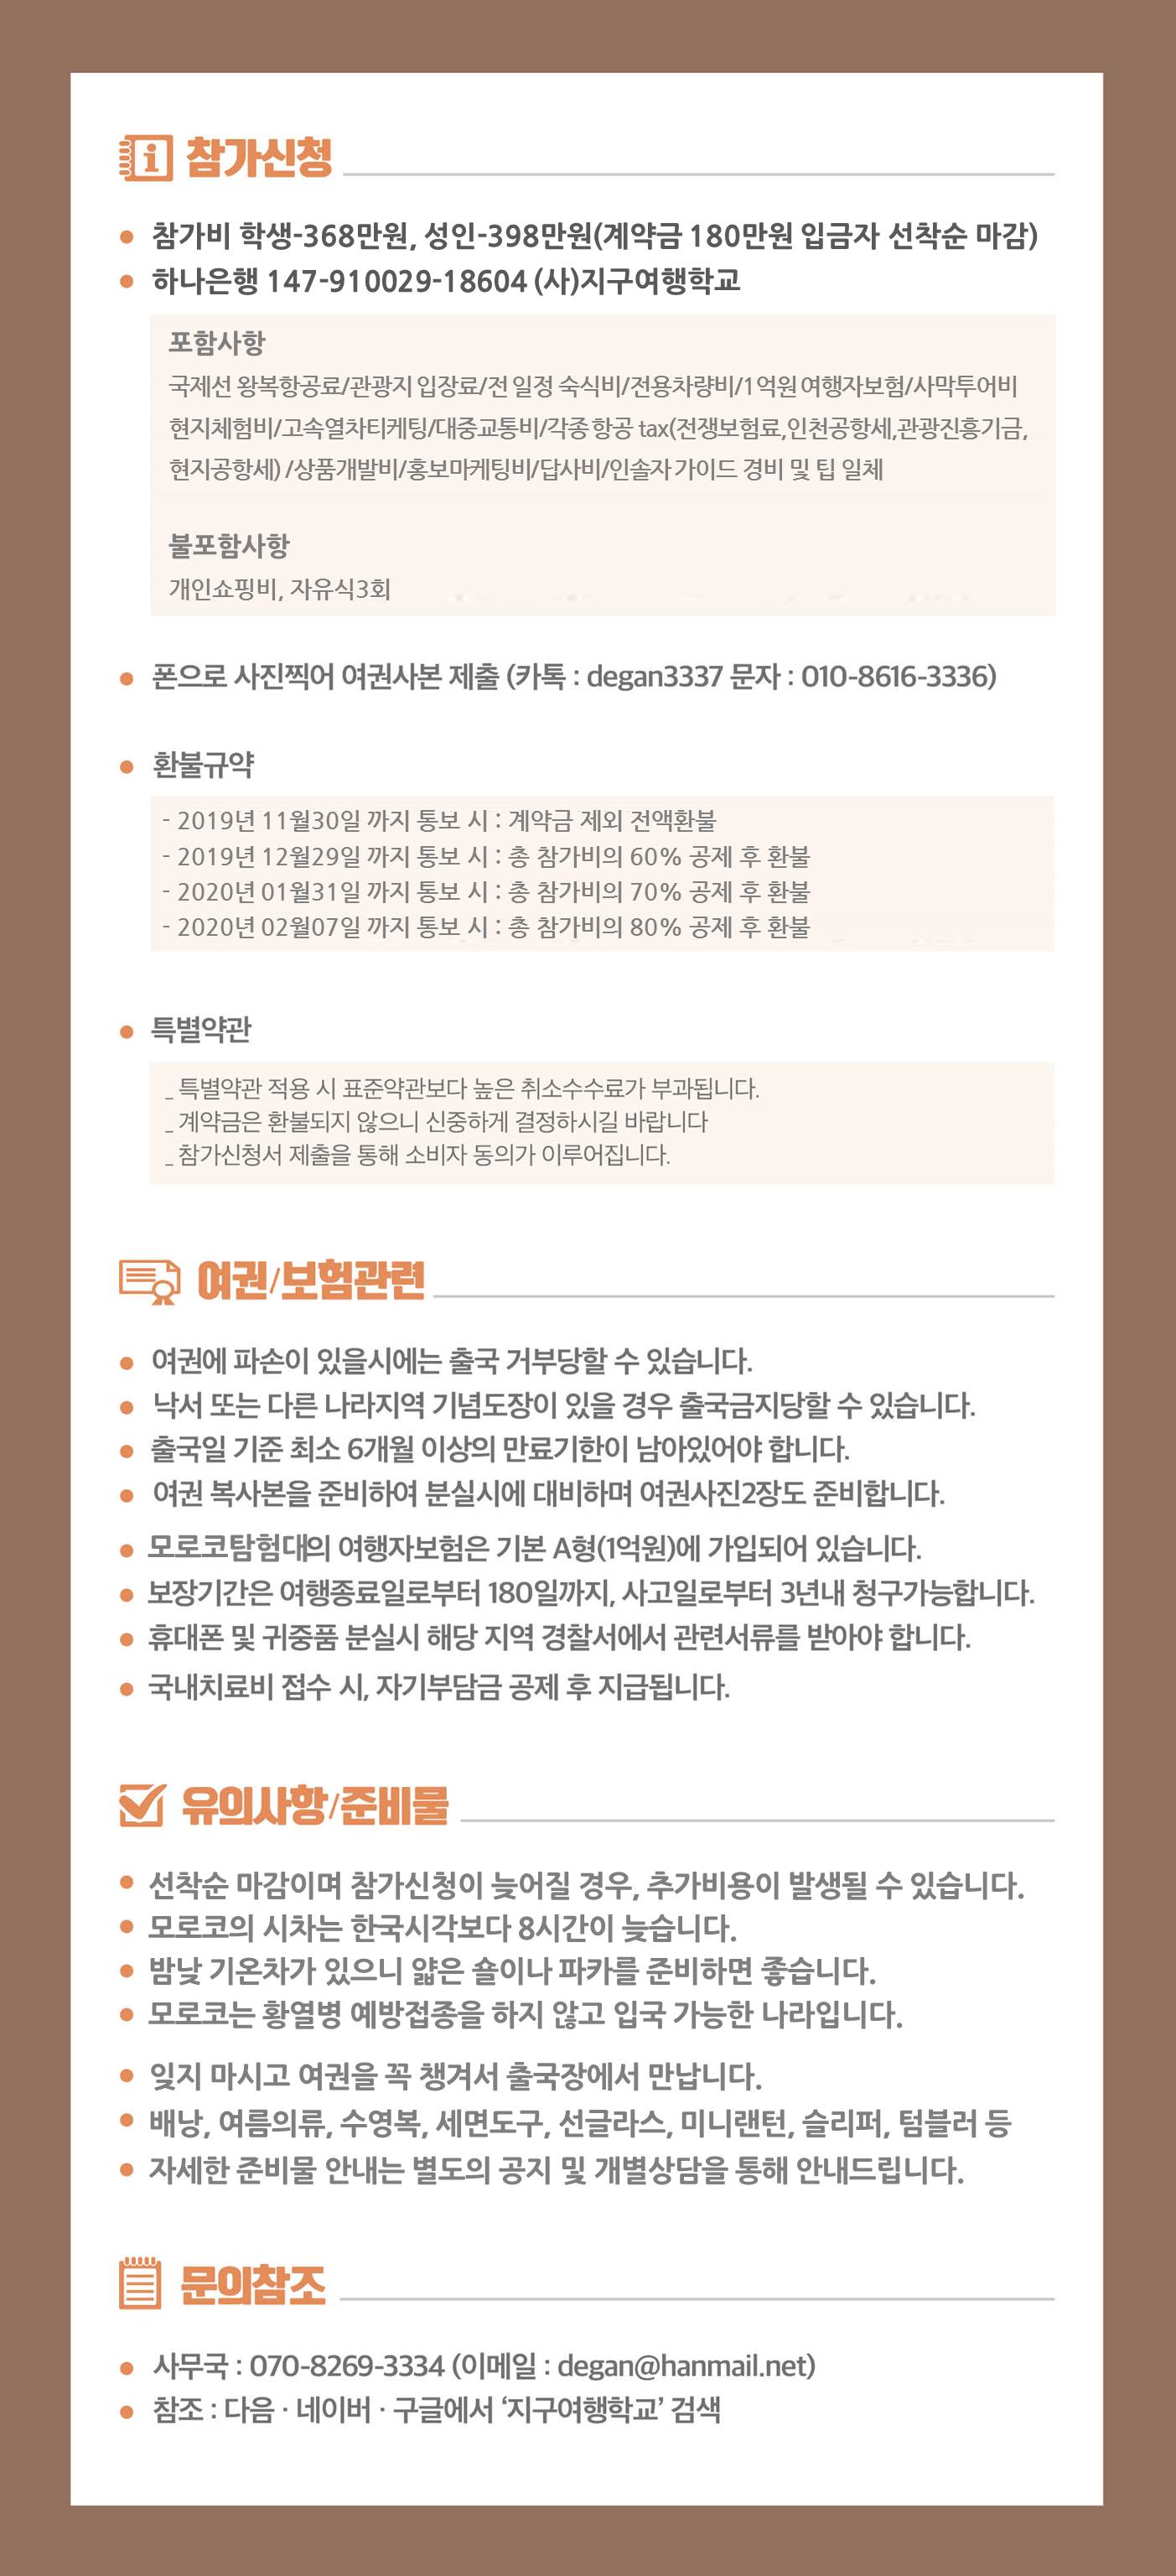 참가신청
참가비 학생-368만원, 성인-398만원(계약금 180만원 입금자 선착순 마감)
하나은행 147-910029-18604 (사)지구여행학교
포함사항
국제선 왕복항공료/관광지 입장료/전 일정 숙식비/전용차량비/1억원 여행자보험/사막투어비
현지체험비/고속열차티케팅/대중교통비/각종 항공 tax(전쟁보험료,인천공항세,관광진흥기금,
현지공항세) /상품개발비/홍보마케팅비/답사비/인솔자 가이드 경비 및 팁 일체
불포함사항
개인쇼핑비, 자유식3회
폰으로 사진찍어 여권사본 제출 (카톡 : degan3337 문자 : 010-8616-3336)
환불규약
- 2019년 11월30일 까지 통보 시 : 계약금 제외 전액환불
- 2019년 12월29일 까지 통보 시 : 총 참가비의 60% 공제 후 환불
- 2020년 01월31일 까지 통보 시 : 총 참가비의 70% 공제 후 환불
- 2020년 02월07일 까지 통보 시 : 총 참가비의 80% 공제 후 환불
특별약관
_ 특별약관 적용 시 표준약관보다 높은 취소수수료가 부과됩니다.
_ 계약금은 환불되지 않으니 신중하게 결정하시길 바랍니다
_ 참가신청서 제출을 통해 소비자 동의가 이루어집니다.
여권/보험관련
여권에 파손이 있을시에는 출국 거부당할 수 있습니다.
낙서 또는 다른 나라지역 기념도장이 있을 경우 출국금지당할 수 있습니다.
출국일 기준 최소 6개월 이상의 만료기한이 남아있어야 합니다.
여권 복사본을 준비하여 분실시에 대비하며 여권사진2장도 준비합니다.
모로코탐험대의 여행자보험은 기본 A형(1억원)에 가입되어 있습니다.
보장기간은 여행종료일로부터 180일까지, 사고일로부터 3년내 청구가능합니다.
휴대폰 및 귀중품 분실시 해당 지역 경찰서에서 관련서류를 받아야 합니다.
국내치료비 접수 시, 자기부담금 공제 후 지급됩니다.
유의사항/준비물
선착순 마감이며 참가신청이 늦어질 경우, 추가비용이 발생될 수 있습니다.
모로코의 시차는 한국시각보다 8시간이 늦습니다.
밤낮 기온차가 있으니 얇은 숄이나 파카를 준비하면 좋습니다.
모로코는 황열병 예방접종을 하지 않고 입국 가능한 나라입니다.
잊지 마시고 여권을 꼭 챙겨서 출국장에서 만납니다.
배낭, 여름의류, 수영복, 세면도구, 선글라스, 미니랜턴, 슬리퍼, 텀블러 등
자세한 준비물 안내는 별도의 공지 및 개별상담을 통해 안내드립니다.
문의참조
사무국 : 070-8269-3334 (이메일 : degan@hanmail.net)
참조 : 다음 · 네이버 · 구글에서 ‘지구여행학교’ 검색